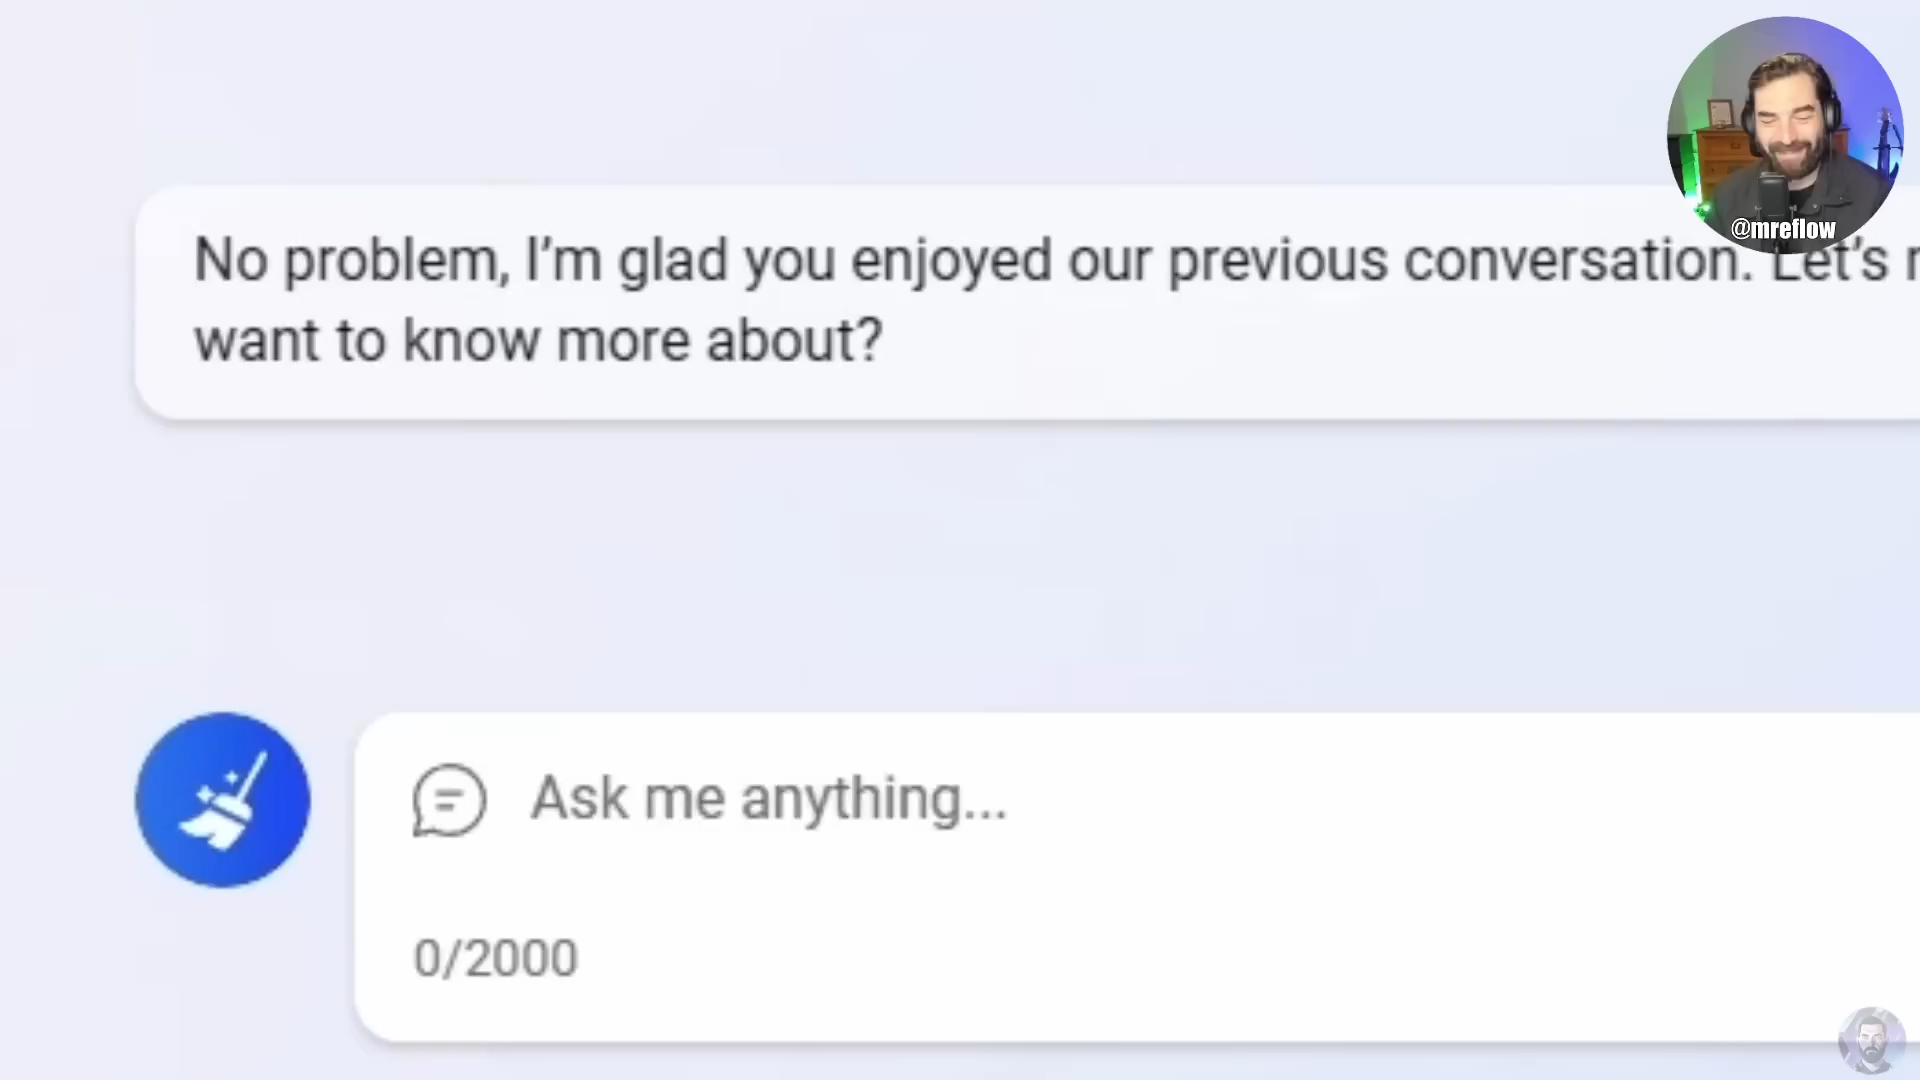 @mreflow
No problem, I’m glad you enjoyed our previous conversation. Let’s
want to know more about?
Ask me anything...
0/2000